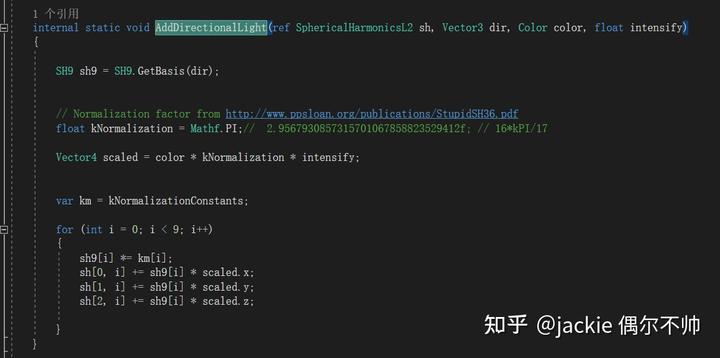 1 个引用
internal static void AddDirectionalLight(ref SphericalHarmonicsL2 sh, Vector3 dir, Color color, float intensify)
{
SH9 sh9 = SH9.GetBasis(dir);
// Normalization factor from http://www.ppsloan.org/publications/StupidSH36.pdf
float kNormalization = Mathf.PI;// 2.9567930857315701067858823529412f; // 16*kPI/17
Vector4 scaled = color * kNormalization * intensify;
var km = kNormalizationConstants;
for (int i = 0; i < 9; i++)
{
sh9[i] *= km[i];
sh[0, i] += sh9[i] * scaled.x;
sh[1, i] += sh9[i] * scaled.y;
sh[2, i] += sh9[i] * scaled.z;
}
}
知乎 @jackie 偶尔不帅